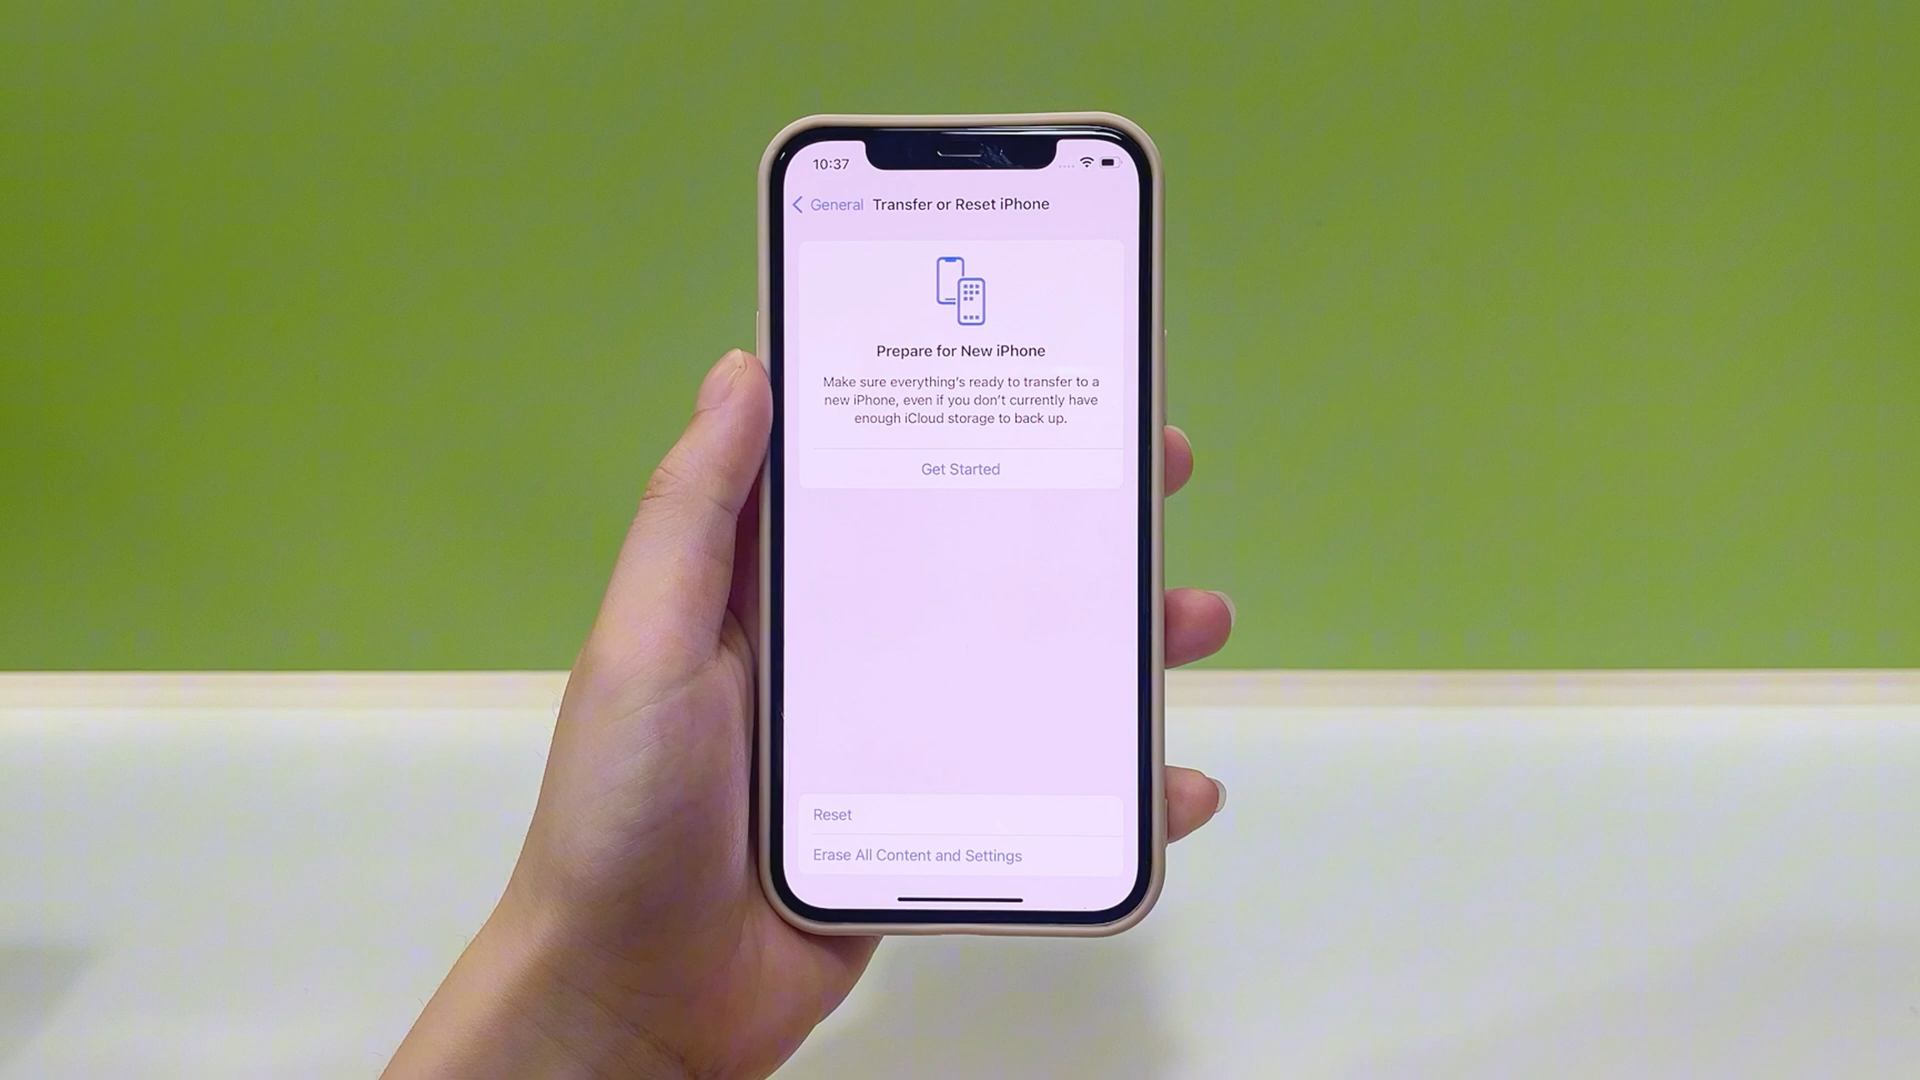 10:37
General Transfer or Reset iPhone
Prepare for New iPhone
Make sure everything's ready to transfer to a
new iPhone, even if you don't currently have
enough iCloud storage to back up.
Get Started
Reset
Erase All Content and Settings